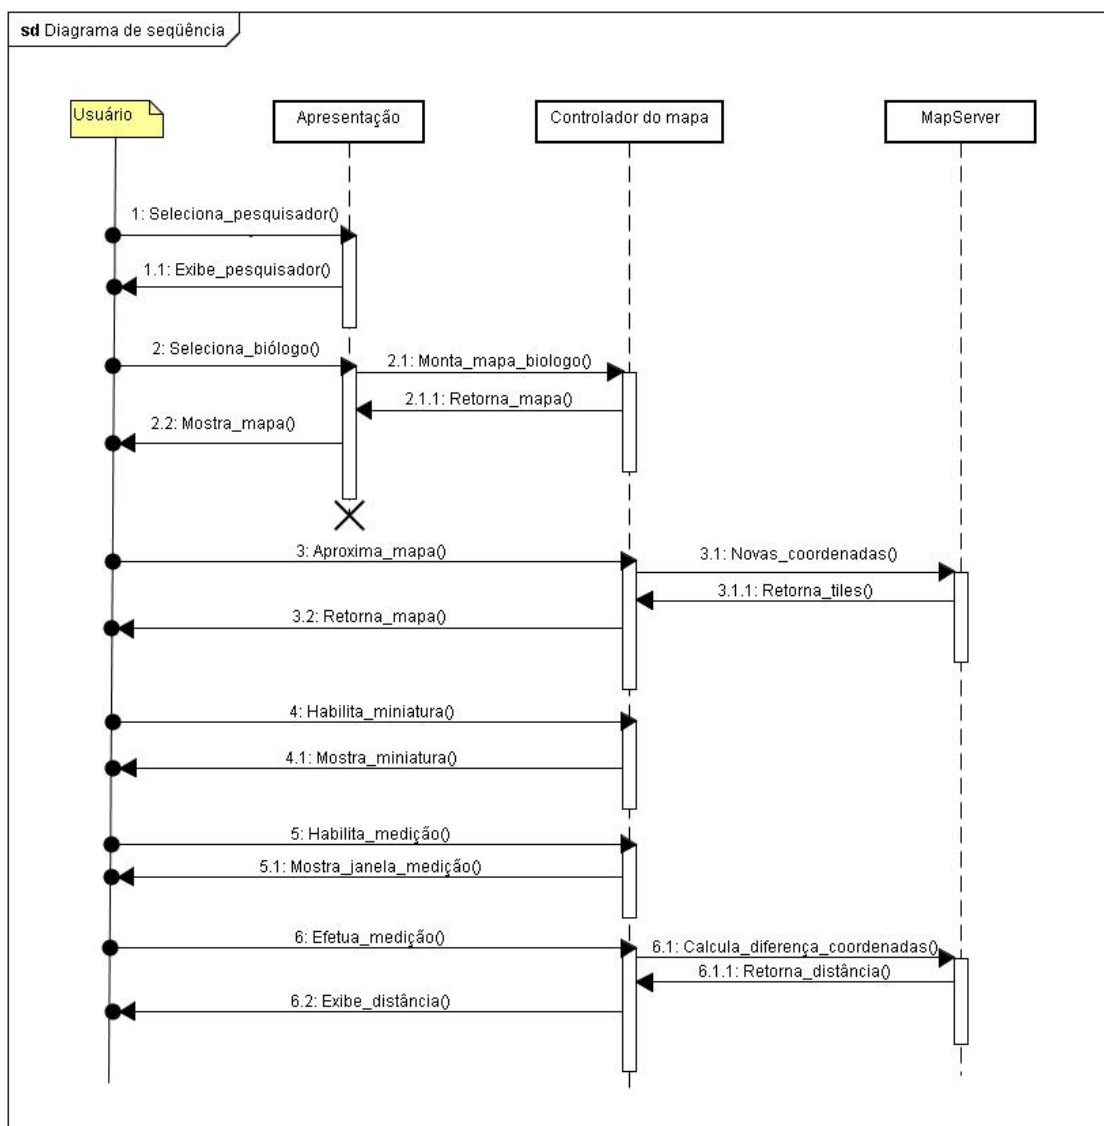 sd Diagrama de seqüência
Usuário
Apresentação
Controlador do mapa
MapServer
1: Seleciona_pesquisador()
1.1: Exibe_pesquisador()
2: Seleciona_biólogo()
2.1: Monta_mapa_biologo()
2.1.1: Retorna_mapa()
2.2: Mostra_mapa()
3: Aproxima_mapa()
3.1: Novas_coordenadas()
3.1.1: Retorna_tiles()
3.2: Retorna_mapa()
4: Habilita_miniatura()
4.1: Mostra_miniatura()
5: Habilita_medição()
5.1: Mostra_janela_medição()
6: Efetua_medição()
6.1: Calcula_diferença_coordenadas()
6.1.1: Retorna_distância()
6.2: Exibe_distância()